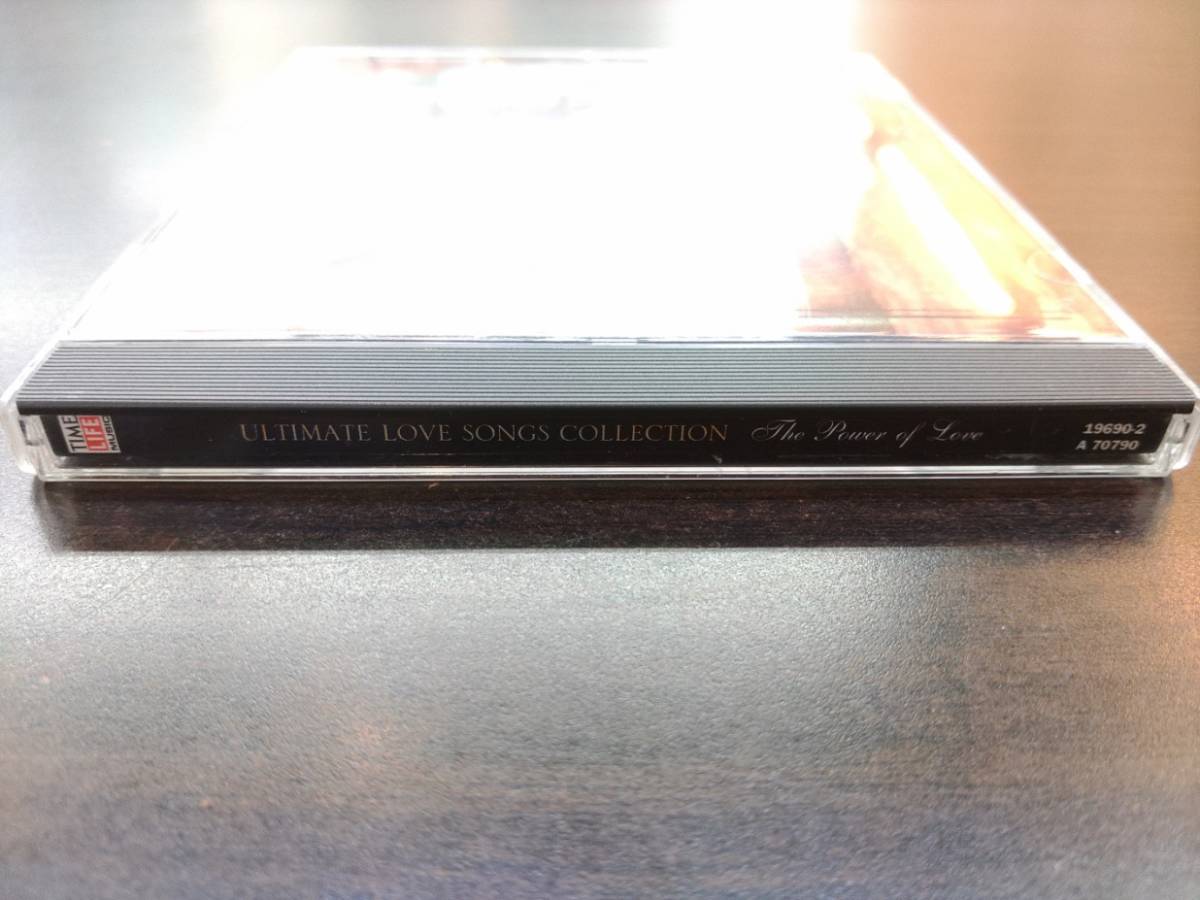 TIME
LIFE
MUSIC
ULTIMATE LOVE SONGS COLLECTION The Power of Love
19690-2
A 70790